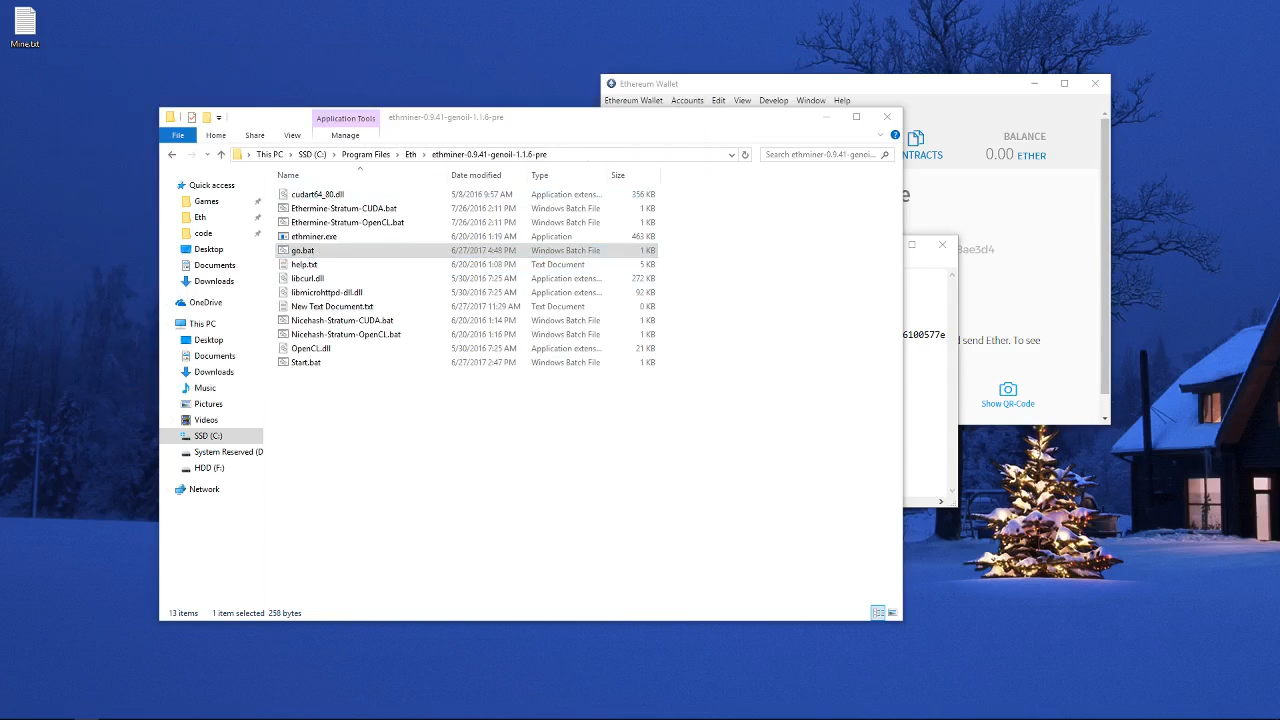 Mine.txt
Ethereum Wallet
Ethereum Wallet Accounts Edit View Develop Window Help
CONTRACTS
BALANCE
0.00 ETHER
e
8ae3d4
6100577e
send Ether. To see
Show QR-Code
Application Tools
ethminer-0.9.41-genoil-1.1.6-pre
File Home Share View Manage
This PC > SSD (C:) > Program Files > Eth > ethminer-0.9.41-genoil-1.1.6-pre
Search ethminer-0.9.41-genoi...
Name Date modified Type Size
cudart64_80.dll 5/8/2016 9:57 AM Application extens... 356 KB
Ethermine-Stratum-CUDA.bat 7/26/2016 2:11 PM Windows Batch File 1 KB
Ethermine-Stratum-OpenCL.bat 7/26/2016 2:11 PM Windows Batch File 1 KB
ethminer.exe 6/20/2016 1:19 AM Application 463 KB
go.bat 6/27/2017 4:48 PM Windows Batch File 1 KB
help.txt 6/20/2016 1:08 PM Text Document 5 KB
libcurl.dll 5/30/2016 7:25 AM Application extens... 272 KB
libmicrohttpd-dll.dll 5/30/2016 7:25 AM Application extens... 92 KB
New Text Document.txt 6/27/2017 11:29 AM Text Document 0 KB
Nicehash-Stratum-CUDA.bat 6/20/2016 1:14 PM Windows Batch File 1 KB
Nicehash-Stratum-OpenCL.bat 6/20/2016 1:16 PM Windows Batch File 1 KB
OpenCL.dll 5/30/2016 7:25 AM Application extens... 21 KB
Start.bat 6/27/2017 2:47 PM Windows Batch File 1 KB
Quick access
Games
Eth
code
Desktop
Documents
Downloads
OneDrive
This PC
Desktop
Documents
Downloads
Music
Pictures
Videos
SSD (C:)
System Reserved (D
HDD (F:)
Network
13 items 1 item selected 258 bytes